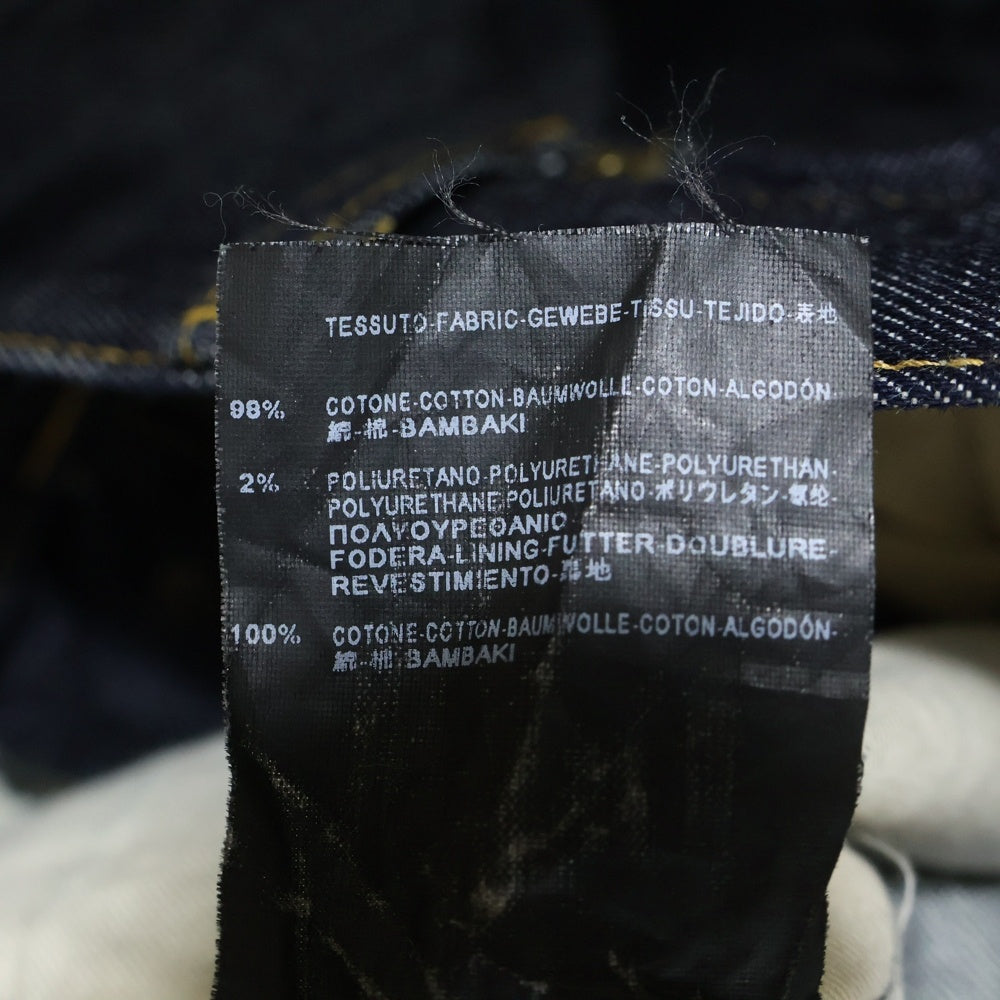 TESSUTO-FABRIC-GEWEBE-TISSU-TEJIDO-表地
98% COTONE-COTTON-BAUMWOLLE-COTON-ALGODÓN-
綿-棉-BAMBAKI
2% POLIURETANO-POLYURETHANE-POLYURETHAN-
POLYURETHANE-POLIURETANO-ポリウレタン-氨纶-
ΠΟΛΥΟΥΡΕΘΑΝΙΟ
FODERA-LINING-FUTTER-DOUBLURE-
REVESTIMIENTO-裏地
100% COTONE-COTTON-BAUMWOLLE-COTON-ALGODÓN-
綿-棉-BAMBAKI